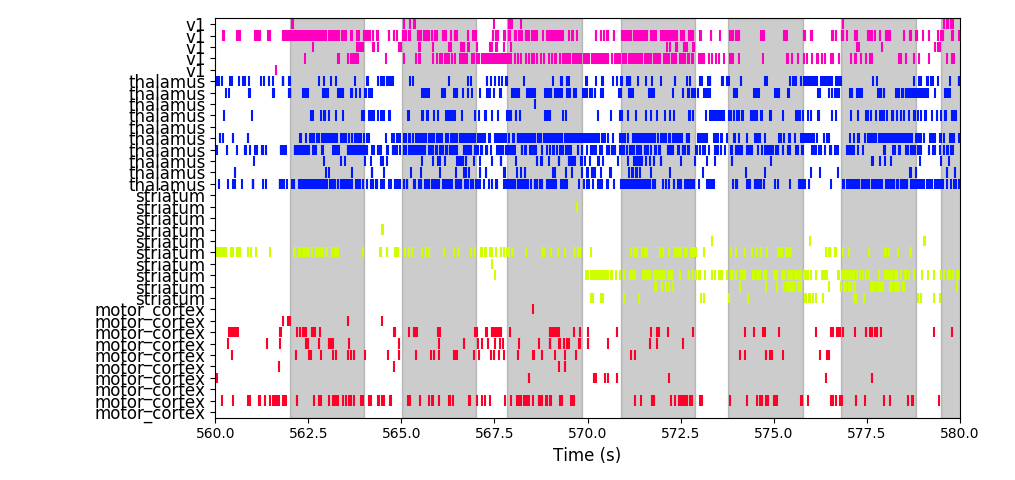 v1
v1
v1
v1
v1
thalamus
thalamus
thalamus
thalamus
thalamus
thalamus
thalamus
thalamus
thalamus
thalamus
striatum
striatum
striatum
striatum
striatum
striatum
striatum
striatum
striatum
striatum
motor_cortex
motor_cortex
motor_cortex
motor_cortex
motor_cortex
motor_cortex
motor_cortex
motor_cortex
motor_cortex
motor_cortex
560.0 562.5 565.0 567.5 570.0 572.5 575.0 577.5 580.0
Time (s)